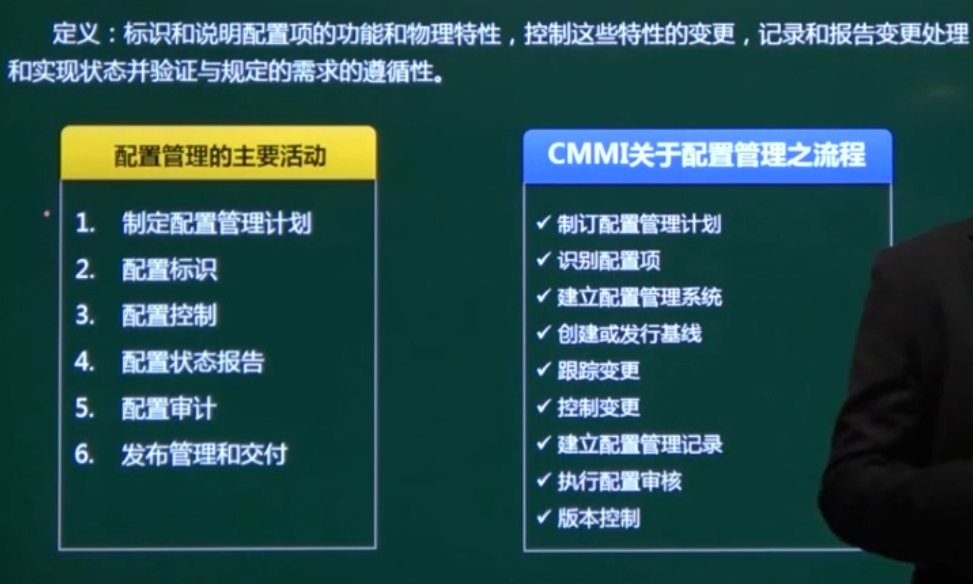 定义：标识和说明配置项的功能和物理特性，控制这些特性的变更，记录和报告变更处理
和实现状态并验证与规定的需求的遵循性。
配置管理的主要活动
1. 制定配置管理计划
2. 配置标识
3. 配置控制
4. 配置状态报告
5. 配置审计
6. 发布管理和交付
CMMI关于配置管理之流程
✓ 制订配置管理计划
✓ 识别配置项
✓ 建立配置管理系统
✓ 创建或发行基线
✓ 跟踪变更
✓ 控制变更
✓ 建立配置管理记录
✓ 执行配置审核
✓ 版本控制